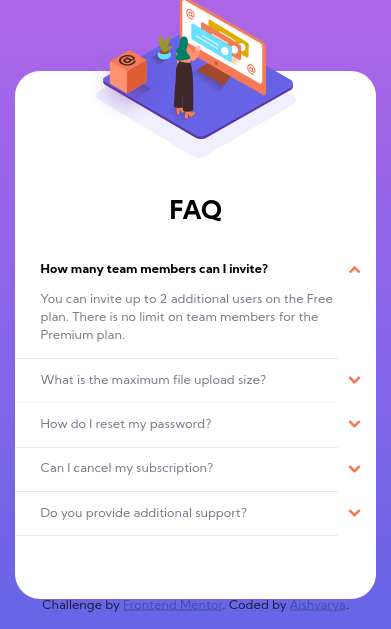 FAQ
How many team members can I invite?
You can invite up to 2 additional users on the Free
plan. There is no limit on team members for the
Premium plan.
What is the maximum file upload size?
How do I reset my password?
Can I cancel my subscription?
Do you provide additional support?
Challenge by Frontend Mentor. Coded by Aishvarya.